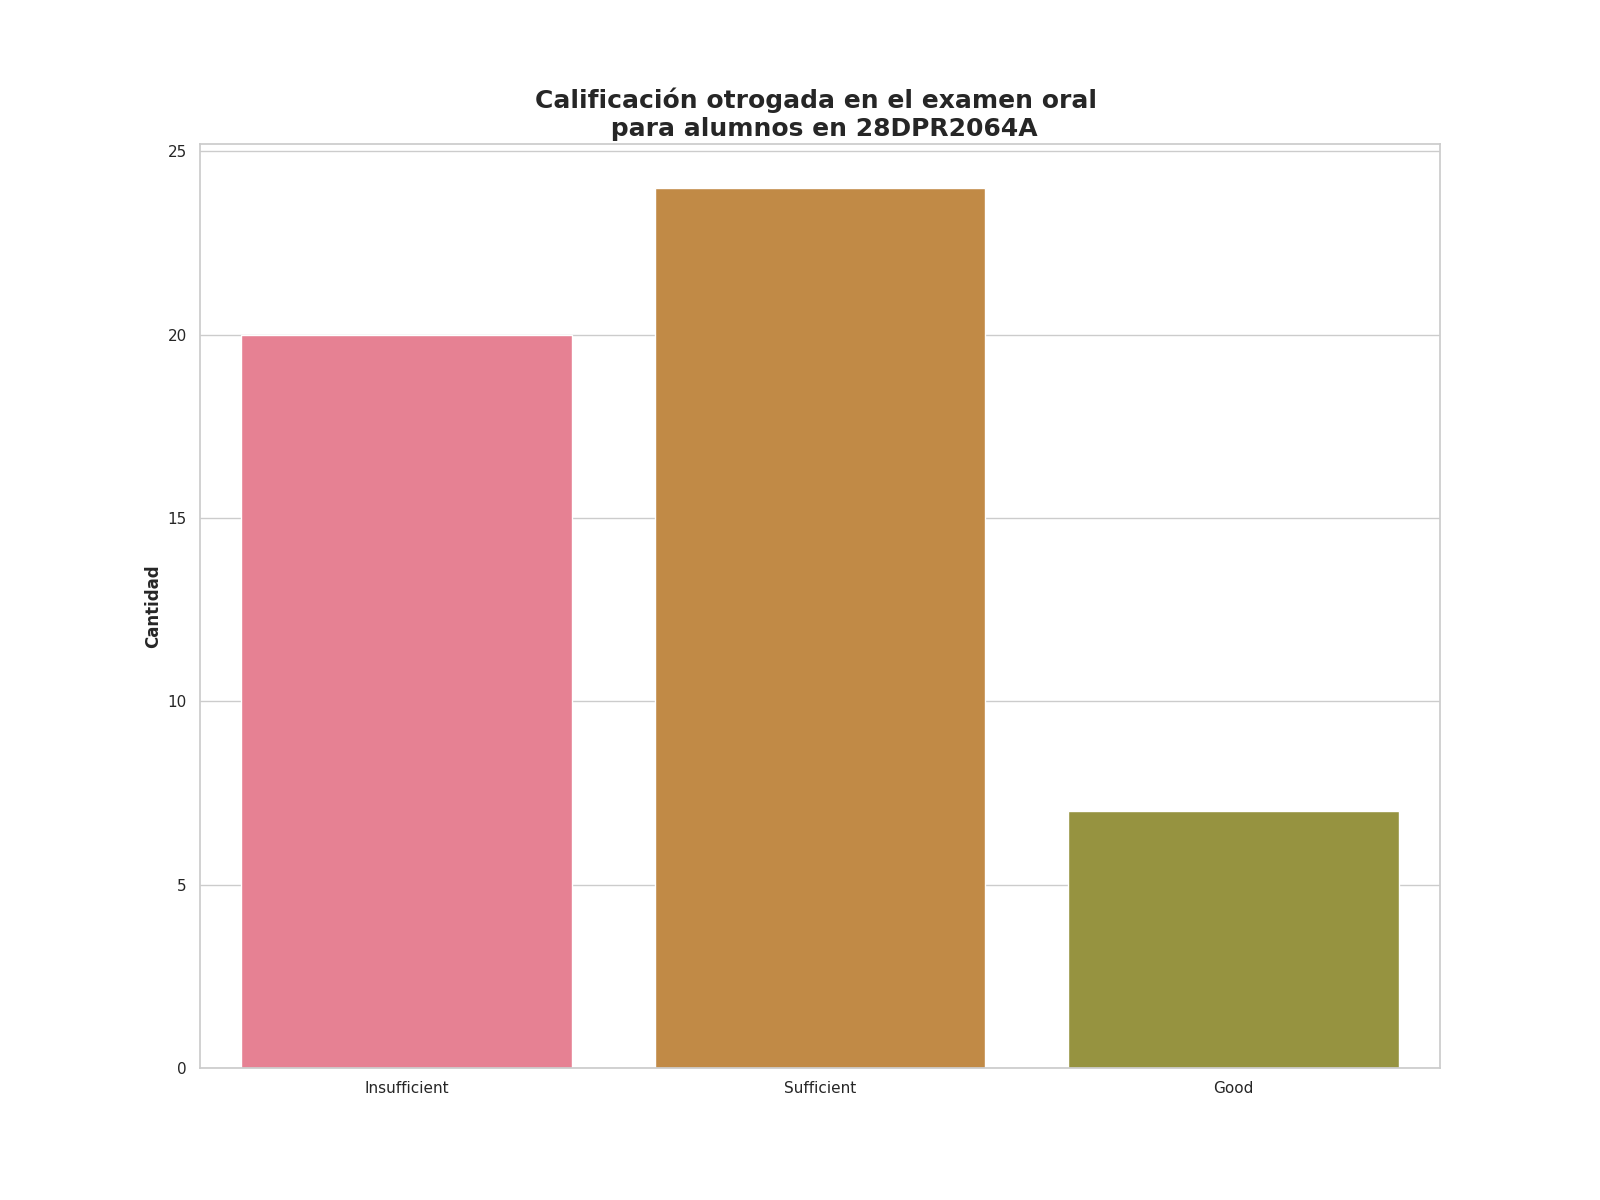 Calificación otrogada en el examen oral
para alumnos en 28DPR2064A
25
20
15
10
5
0
Cantidad
Insufficient
Sufficient
Good